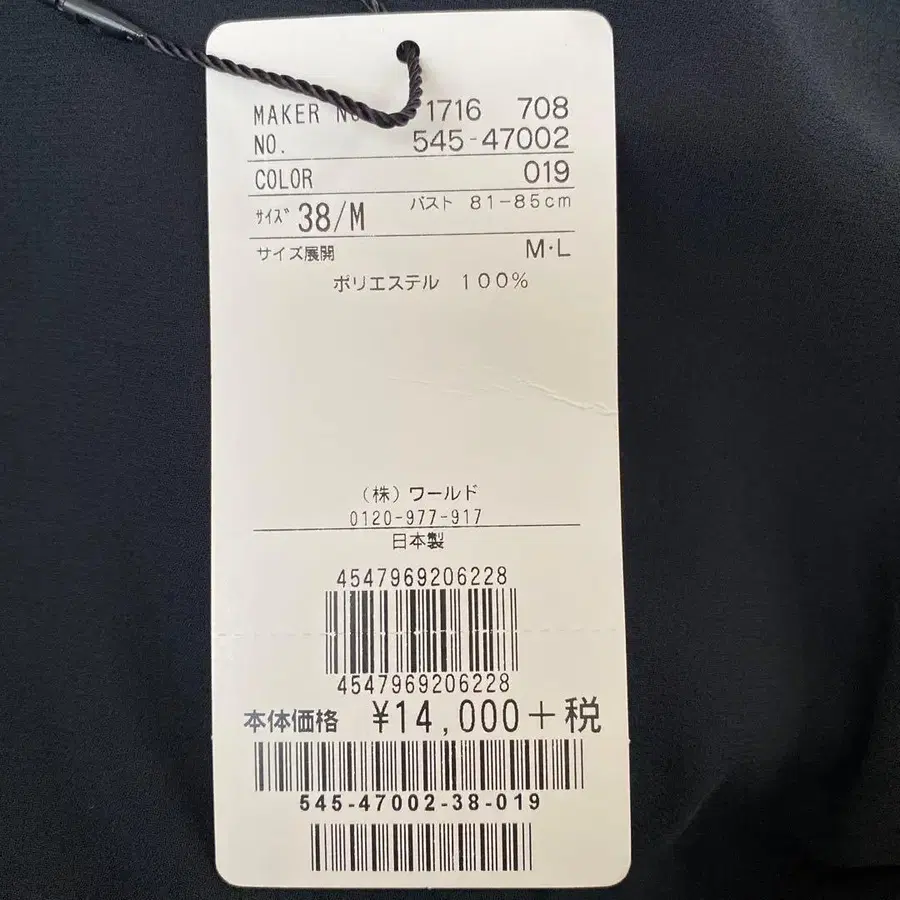 MAKER NO 1716 708
NO. 545-47002
COLOR 019
ｻｲｽﾞ 38/M バスト 81-85cm
サイズ展開 M・L
ポリエステル 100%
(株)ワールド
0120-977-917
日本製
4547969206228
4547969206228
本体価格 ¥14,000+税
545-47002-38-019